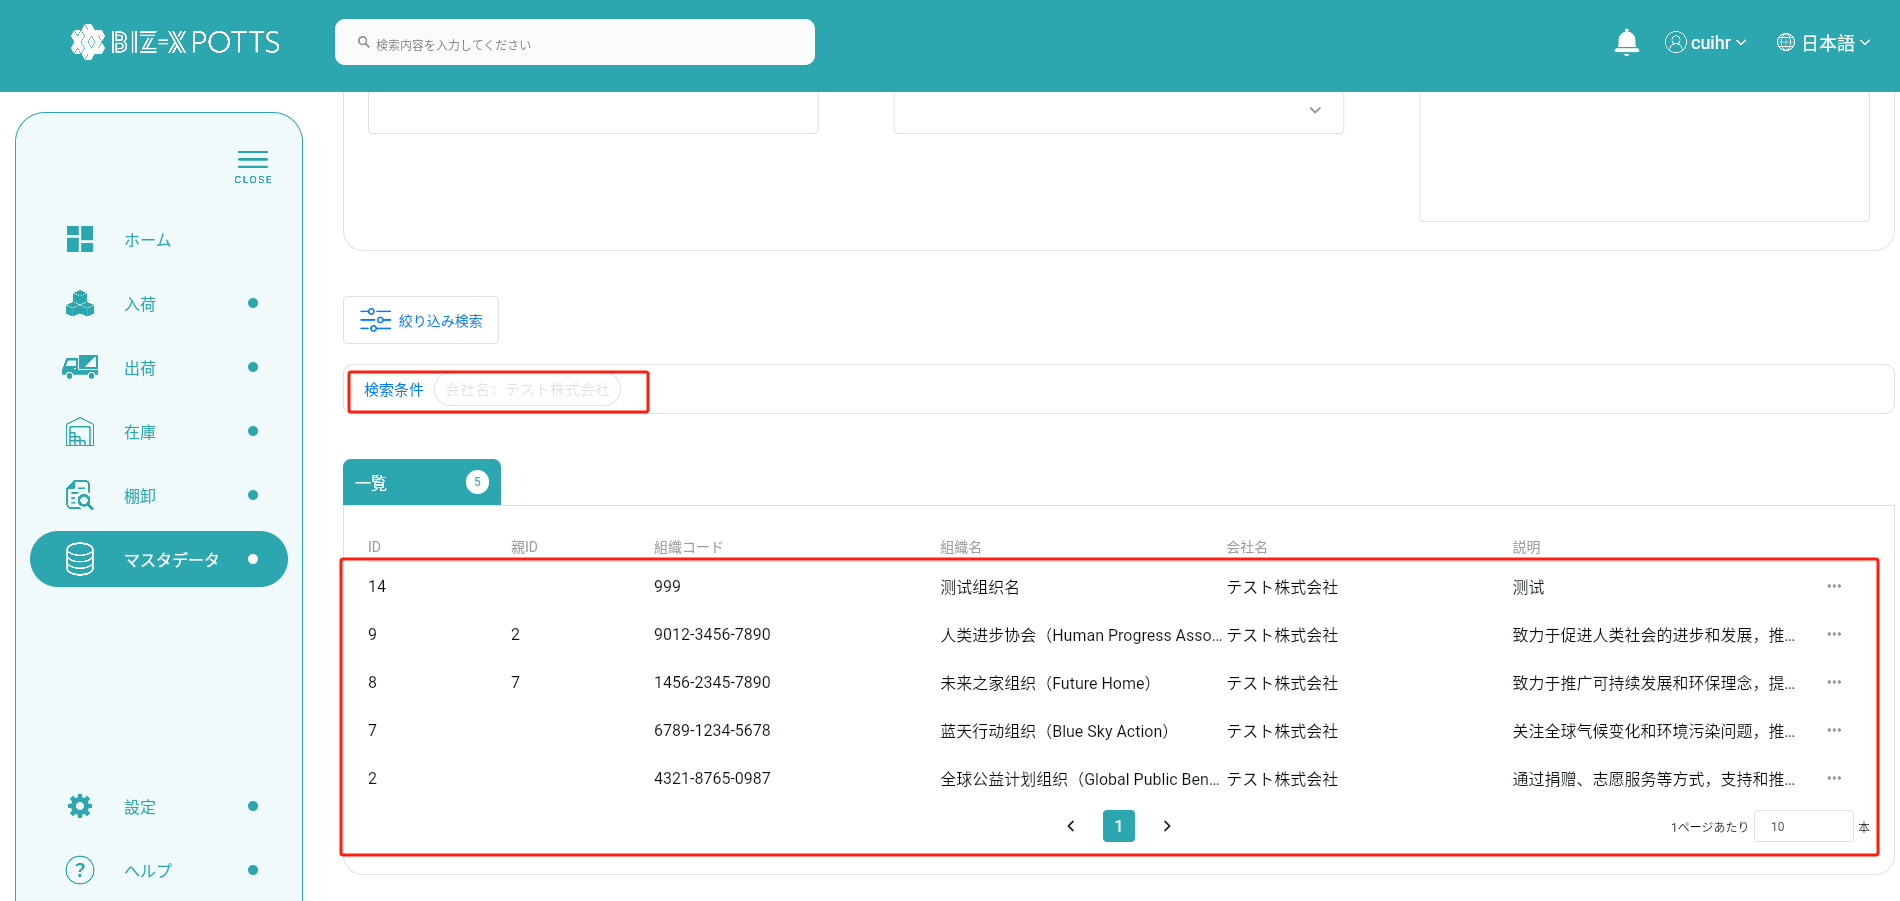 BIZ=X POTTS
検索内容を入力してください
cuihr
日本語
CLOSE
ホーム
入荷
出荷
在庫
棚卸
マスタデータ
設定
ヘルプ
絞り込み検索
検索条件 会社名：テスト株式会社
一覧 5
ID 親ID 組織コード 組織名 会社名 説明
14 999 测试组织名 テスト株式会社 测试
9 2 9012-3456-7890 人类进步协会（Human Progress Asso... テスト株式会社 致力于促进人类社会的进步和发展，推...
8 7 1456-2345-7890 未来之家组织（Future Home） テスト株式会社 致力于推广可持续发展和环保理念，提...
7 6789-1234-5678 蓝天行动组织（Blue Sky Action） テスト株式会社 关注全球气候变化和环境污染问题，推...
2 4321-8765-0987 全球公益计划组织（Global Public Ben... テスト株式会社 通过捐赠、志愿服务等方式，支持和推...
1
1ページあたり 10 本